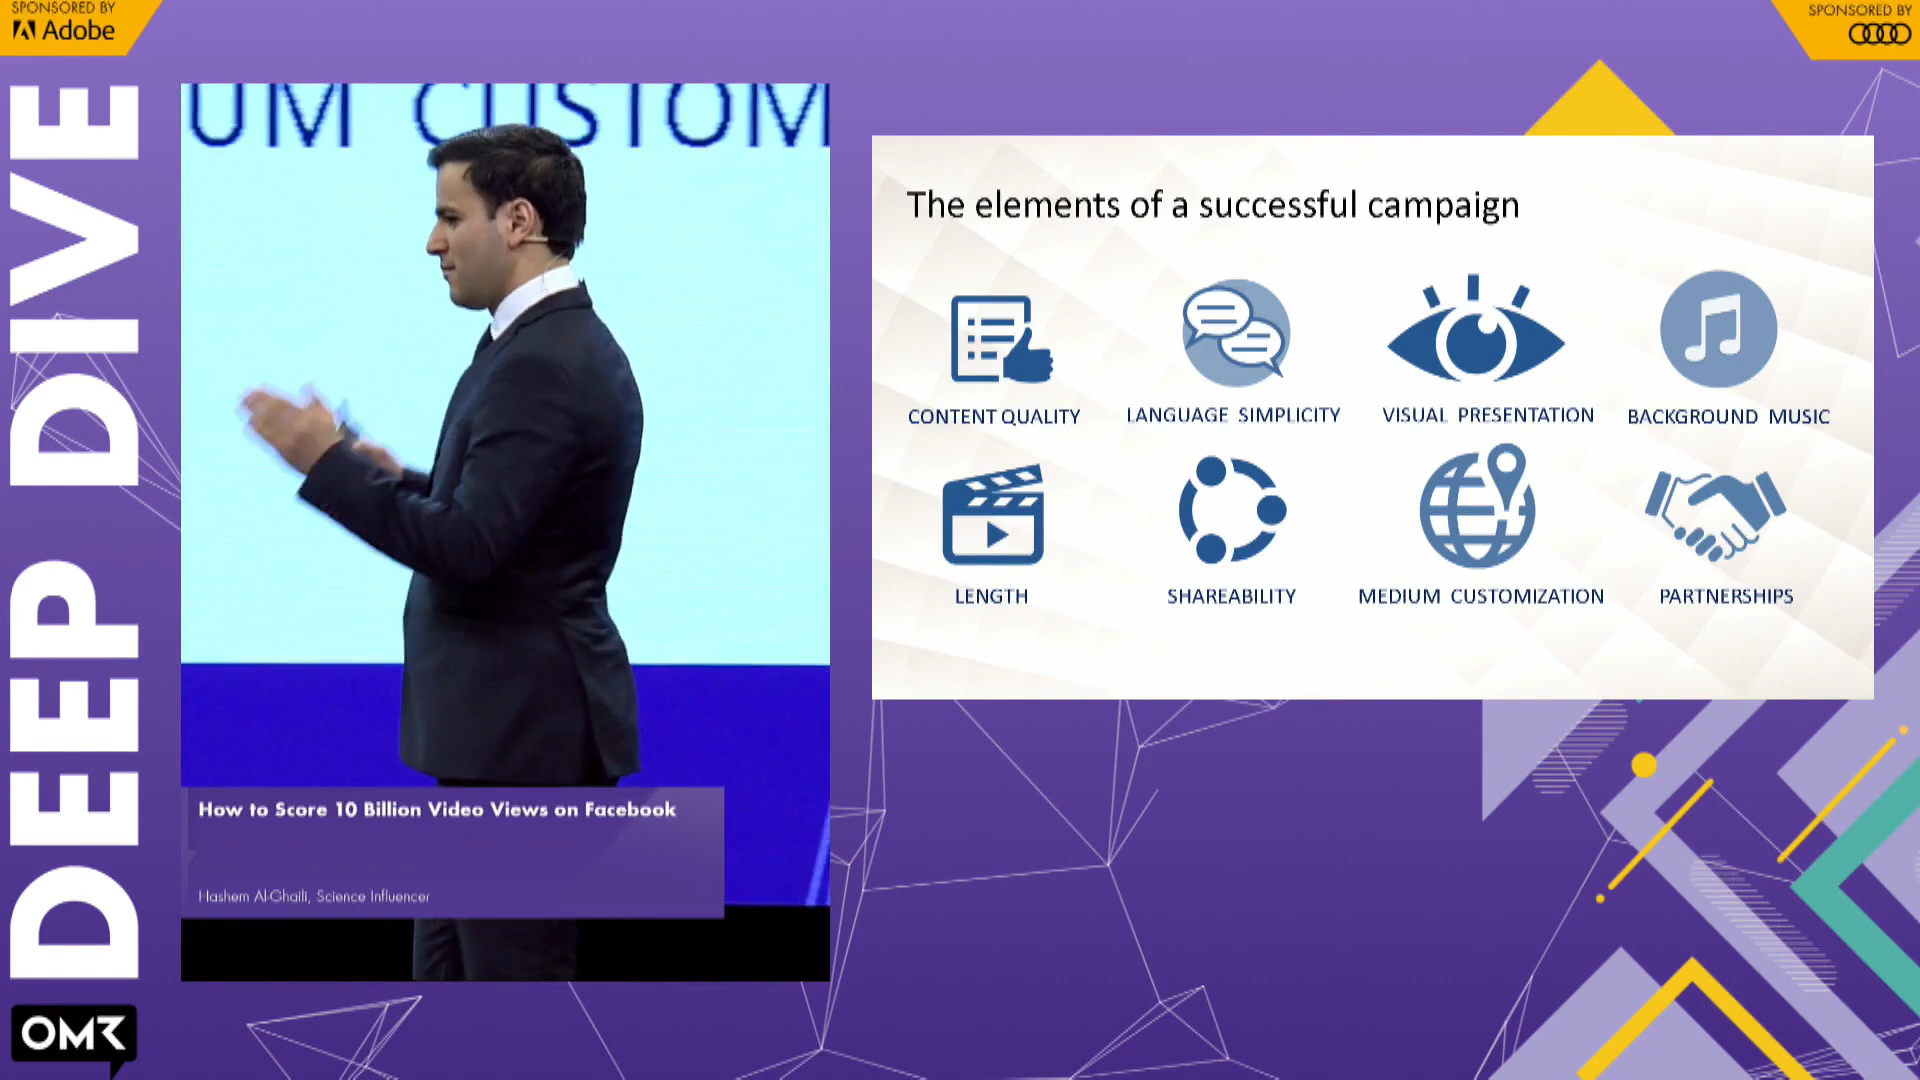 SPONSORED BY
Adobe
SPONSORED BY
DEEP DIVE
UM CUSTOM
The elements of a successful campaign
CONTENT QUALITY
LANGUAGE SIMPLICITY
VISUAL PRESENTATION
BACKGROUND MUSIC
LENGTH
SHAREABILITY
MEDIUM CUSTOMIZATION
PARTNERSHIPS
How to Score 10 Billion Video Views on Facebook
Hashem Al-Ghaili, Science Influencer
OMR